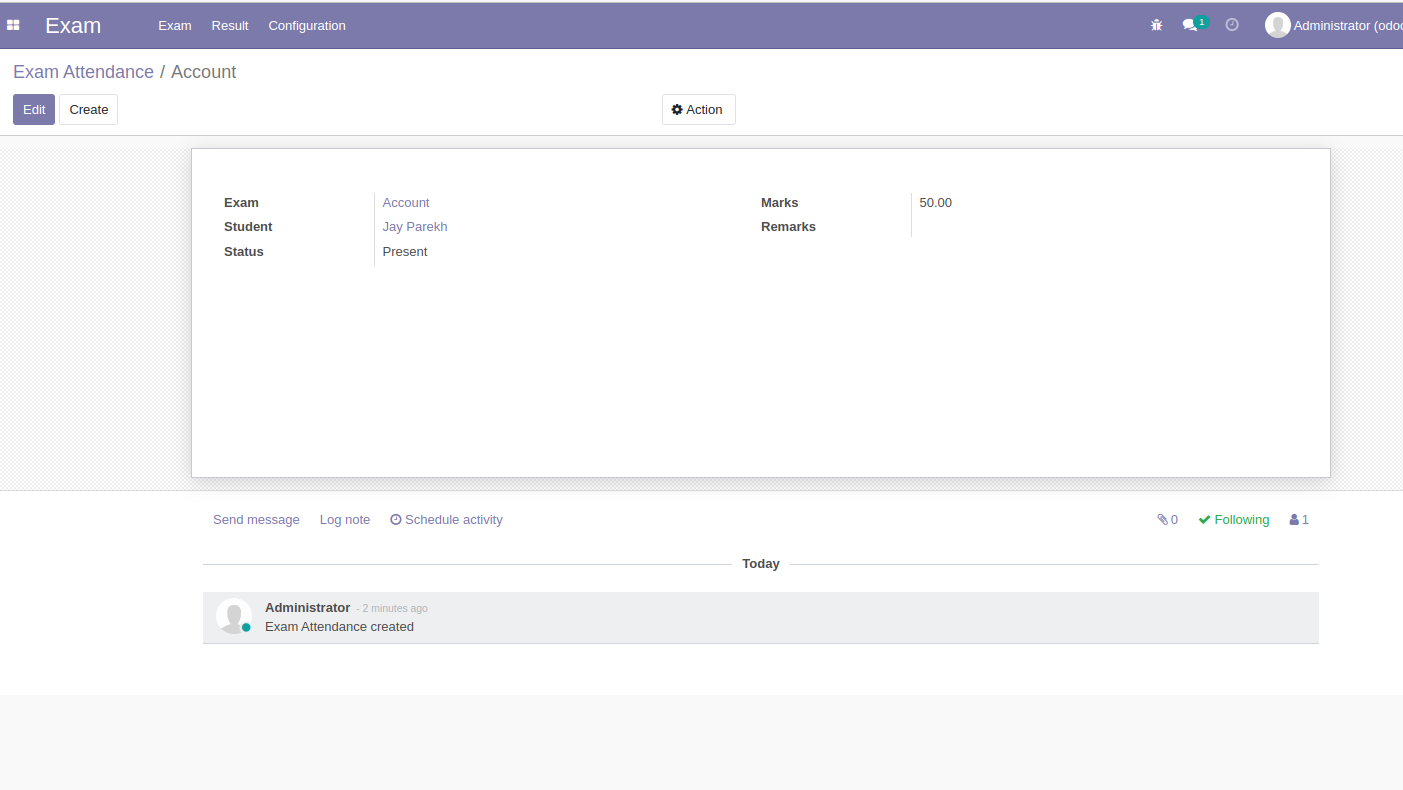 Exam Exam Result Configuration 1 Administrator (odoo
Exam Attendance / Account
Edit Create Action
Exam Account Marks 50.00
Student Jay Parekh Remarks
Status Present
Send message Log note Schedule activity 0 Following 1
Today
Administrator - 2 minutes ago
Exam Attendance created